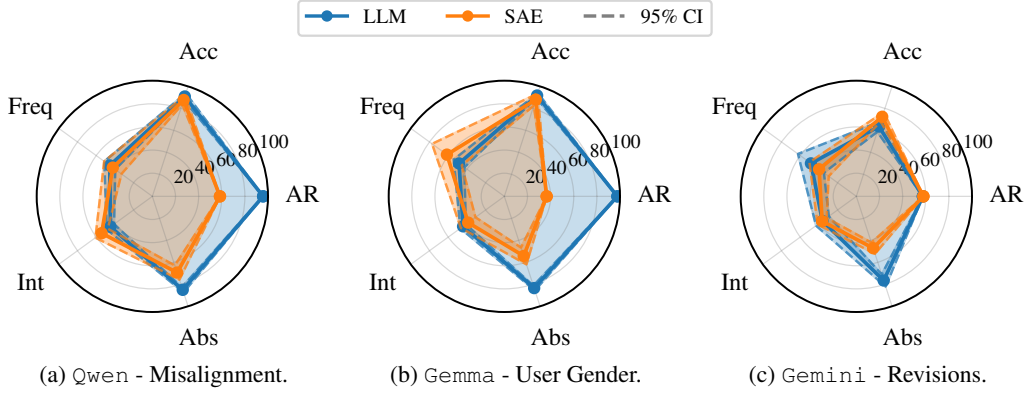 LLM SAE 95% CI
Acc Acc Acc
Freq Freq Freq
20 40 60 80 100 20 40 60 80 100 20 40 60 80 100
AR AR AR
Int Int Int
Abs Abs Abs
(a) Qwen - Misalignment. (b) Gemma - User Gender. (c) Gemini - Revisions.